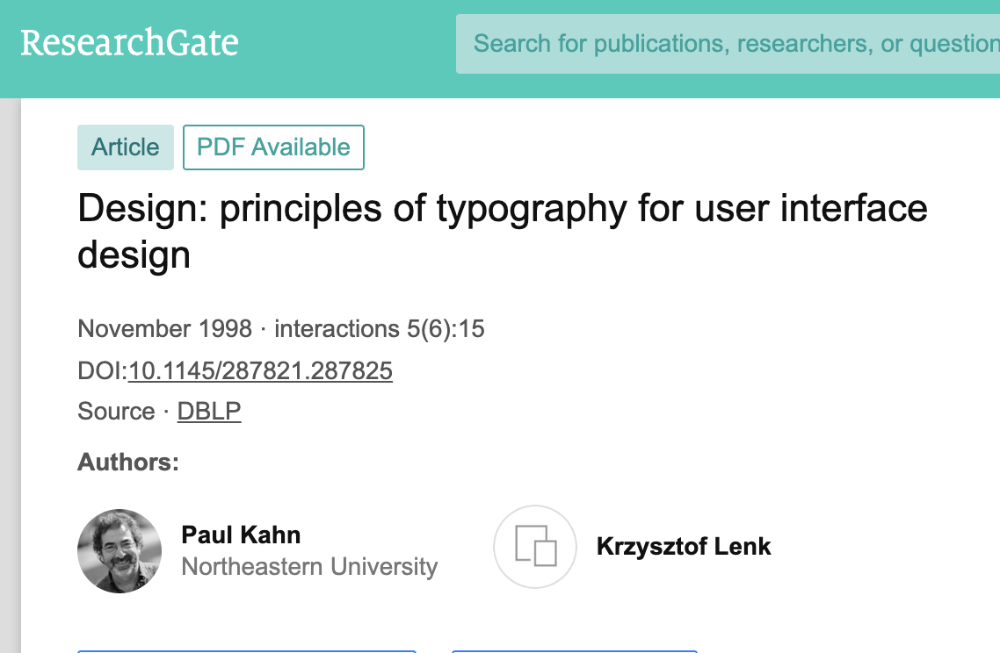 ResearchGate
Search for publications, researchers, or question
Article
PDF Available
Design: principles of typography for user interface
design
November 1998 · interactions 5(6):15
DOI:10.1145/287821.287825
Source · DBLP
Authors:
Paul Kahn
Northeastern University
Krzysztof Lenk